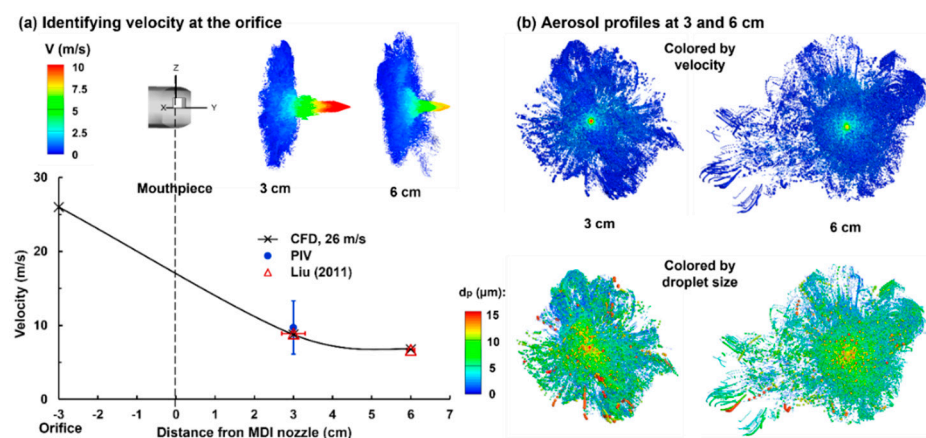 (a) Identifying velocity at the orifice
V (m/s)
10
7.5
5
2.5
0
Z
X
Y
Mouthpiece
3 cm
6 cm
30
20
10
0
Velocity (m/s)
CFD, 26 m/s
PIV
Liu (2011)
-3
-2
-1
0
1
2
3
4
5
6
7
Orifice
Distance fron MDI nozzle (cm)
(b) Aerosol profiles at 3 and 6 cm
Colored by
velocity
3 cm
6 cm
Colored by
droplet size
dp (μm):
15
10
5
0